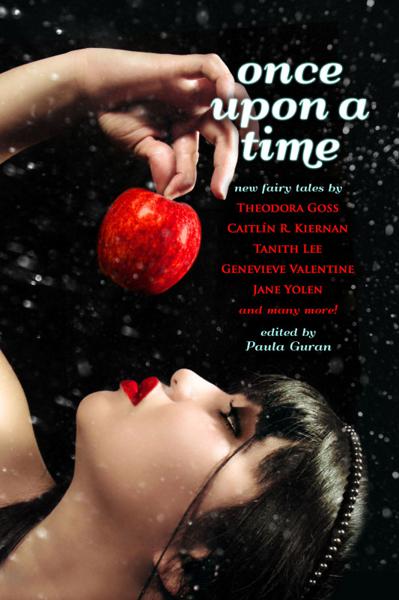 once
upon a
time
new fairy tales by
THEODORA GOSS
CAITLÍN R. KIERNAN
TANITH LEE
GENEVIEVE VALENTINE
JANE YOLEN
and many more!
edited by
Paula Guran